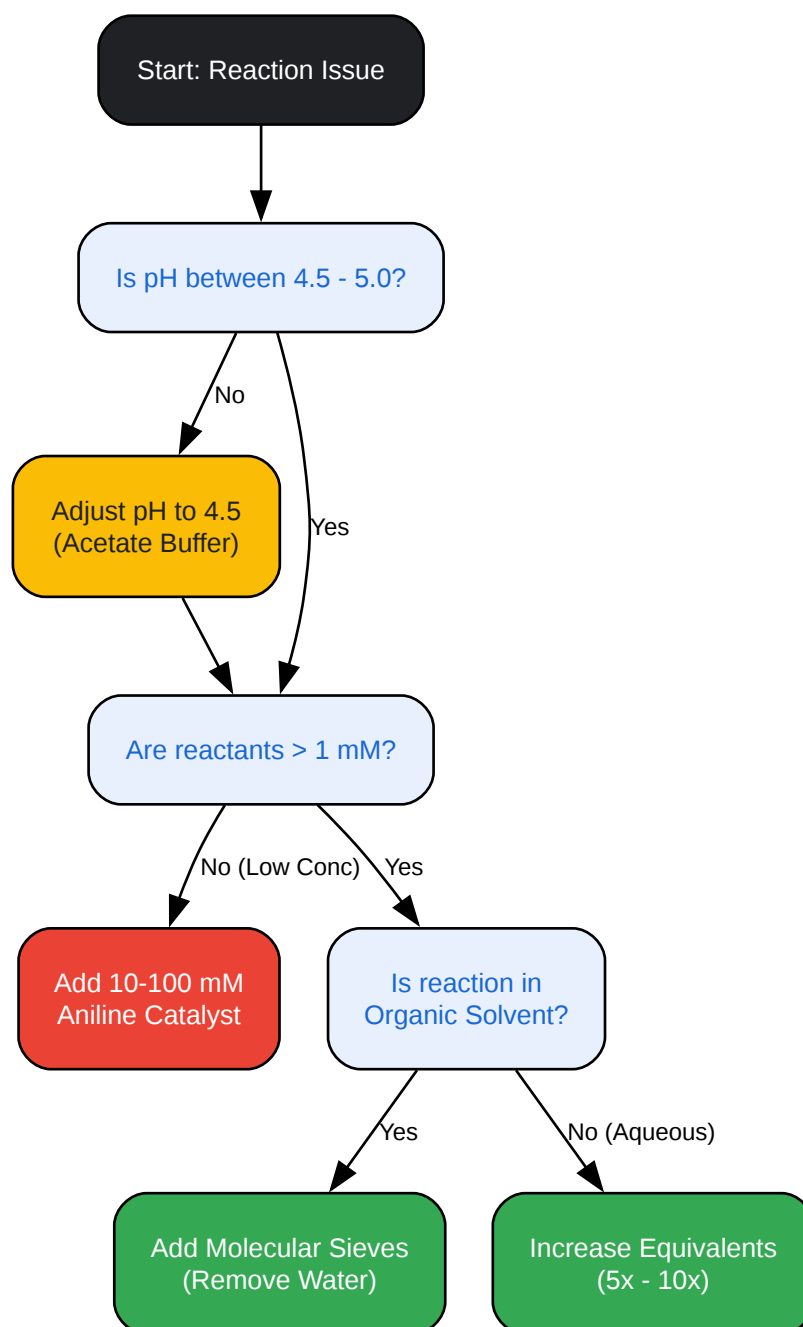 Start: Reaction Issue
Is pH between 4.5 - 5.0?
No
Adjust pH to 4.5
(Acetate Buffer)
Yes
Are reactants > 1 mM?
No (Low Conc)
Yes
Add 10-100 mM
Aniline Catalyst
Is reaction in
Organic Solvent?
Yes
No (Aqueous)
Add Molecular Sieves
(Remove Water)
Increase Equivalents
(5x - 10x)